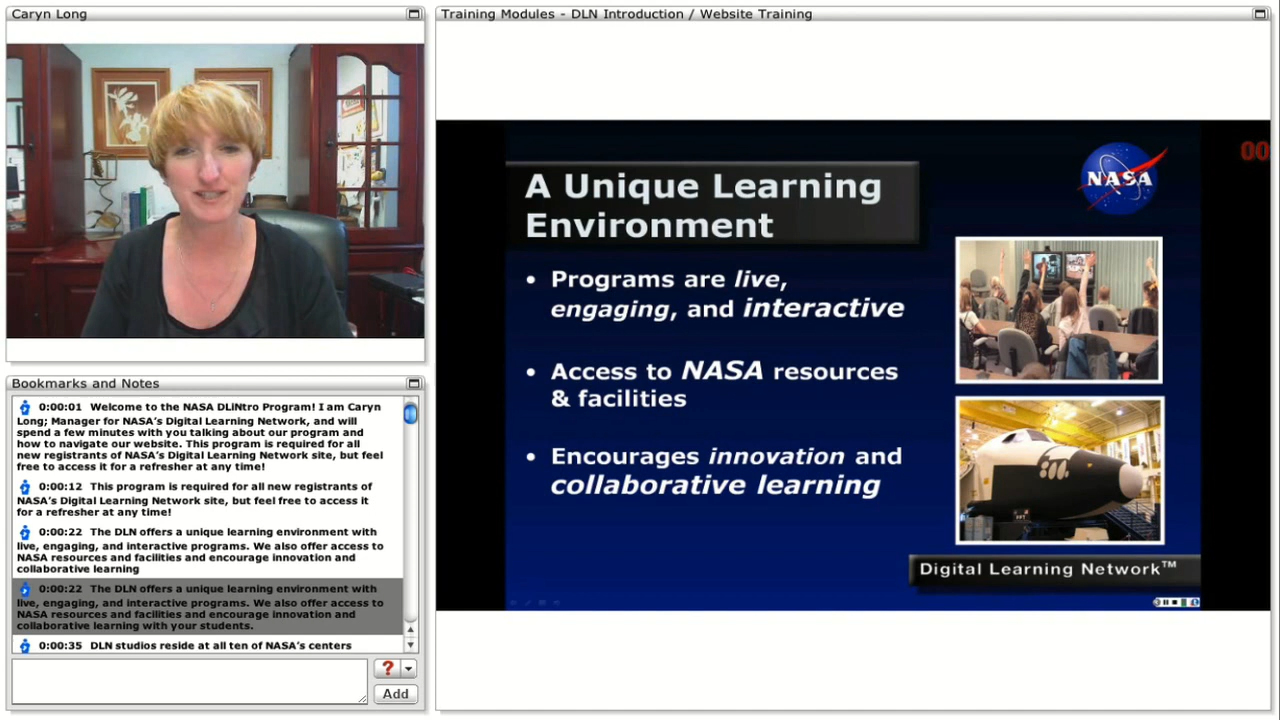 Caryn Long
Training Modules - DLN Introduction / Website Training
00
NASA
A Unique Learning
Environment
• Programs are live,
engaging, and interactive
• Access to NASA resources
& facilities
• Encourages innovation and
collaborative learning
Digital Learning Network™
Bookmarks and Notes
0:00:01 Welcome to the NASA DLiNtro Program! I am Caryn
Long; Manager for NASA's Digital Learning Network, and will
spend a few minutes with you talking about our program and
how to navigate our website. This program is required for all
new registrants of NASA's Digital Learning Network site, but feel
free to access it for a refresher at any time!
0:00:12 This program is required for all new registrants of
NASA's Digital Learning Network site, but feel free to access it
for a refresher at any time!
0:00:22 The DLN offers a unique learning environment with
live, engaging, and interactive programs. We also offer access to
NASA resources and facilities and encourage innovation and
collaborative learning
0:00:22 The DLN offers a unique learning environment with
live, engaging, and interactive programs. We also offer access to
NASA resources and facilities and encourage innovation and
collaborative learning with your students.
0:00:35 DLN studios reside at all ten of NASA's centers
?
Add